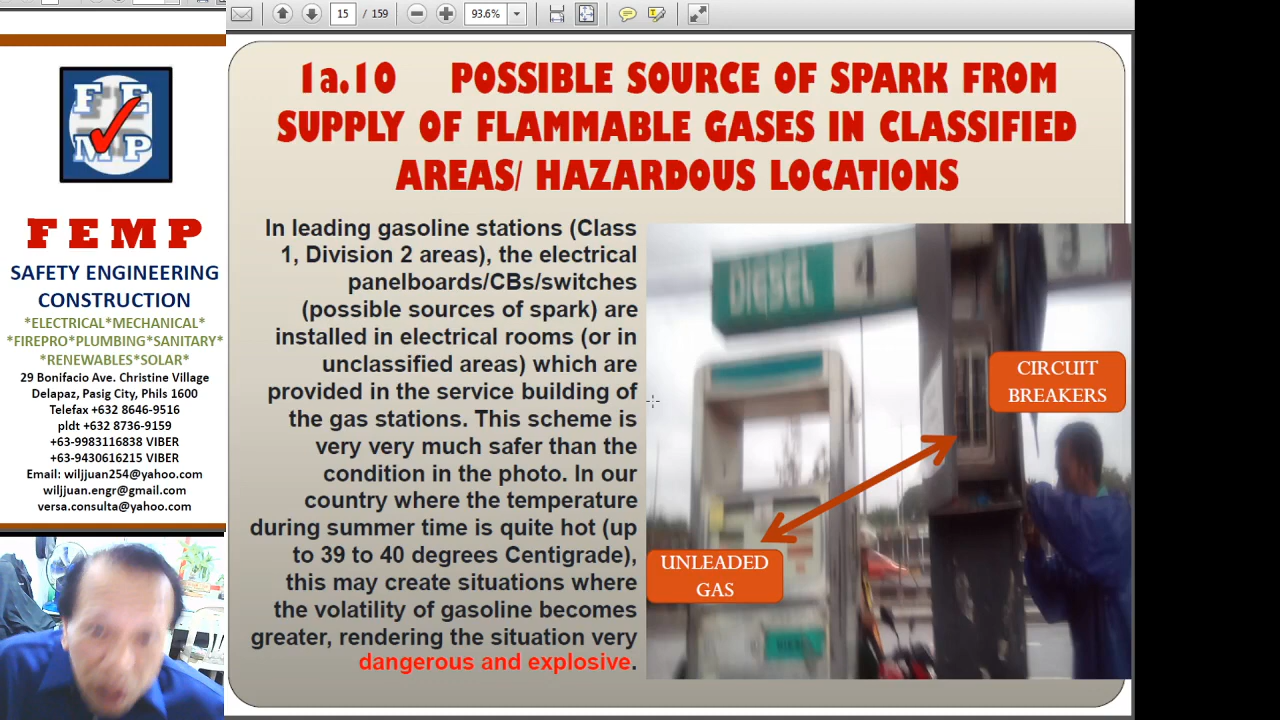 15 / 159
93.6%
F E
M P
FEMP
SAFETY ENGINEERING
CONSTRUCTION
*ELECTRICAL*MECHANICAL*
*FIREPRO*PLUMBING*SANITARY*
*RENEWABLES*SOLAR*
29 Bonifacio Ave. Christine Village
Delapaz, Pasig City, Phils 1600
Telefax +632 8646-9516
pldt +632 8736-9159
+63-9983116838 VIBER
+63-9430616215 VIBER
Email: wiljjuan254@yahoo.com
wiljjuan.engr@gmail.com
versa.consulta@yahoo.com
1a.10 POSSIBLE SOURCE OF SPARK FROM
SUPPLY OF FLAMMABLE GASES IN CLASSIFIED
AREAS/ HAZARDOUS LOCATIONS
In leading gasoline stations (Class
1, Division 2 areas), the electrical
panelboards/CBs/switches
(possible sources of spark) are
installed in electrical rooms (or in
unclassified areas) which are
provided in the service building of
the gas stations. This scheme is
very very much safer than the
condition in the photo. In our
country where the temperature
during summer time is quite hot (up
to 39 to 40 degrees Centigrade),
this may create situations where
the volatility of gasoline becomes
greater, rendering the situation very
dangerous and explosive.
DIESEL 4
3
CIRCUIT
BREAKERS
UNLEADED
GAS
DIESEL